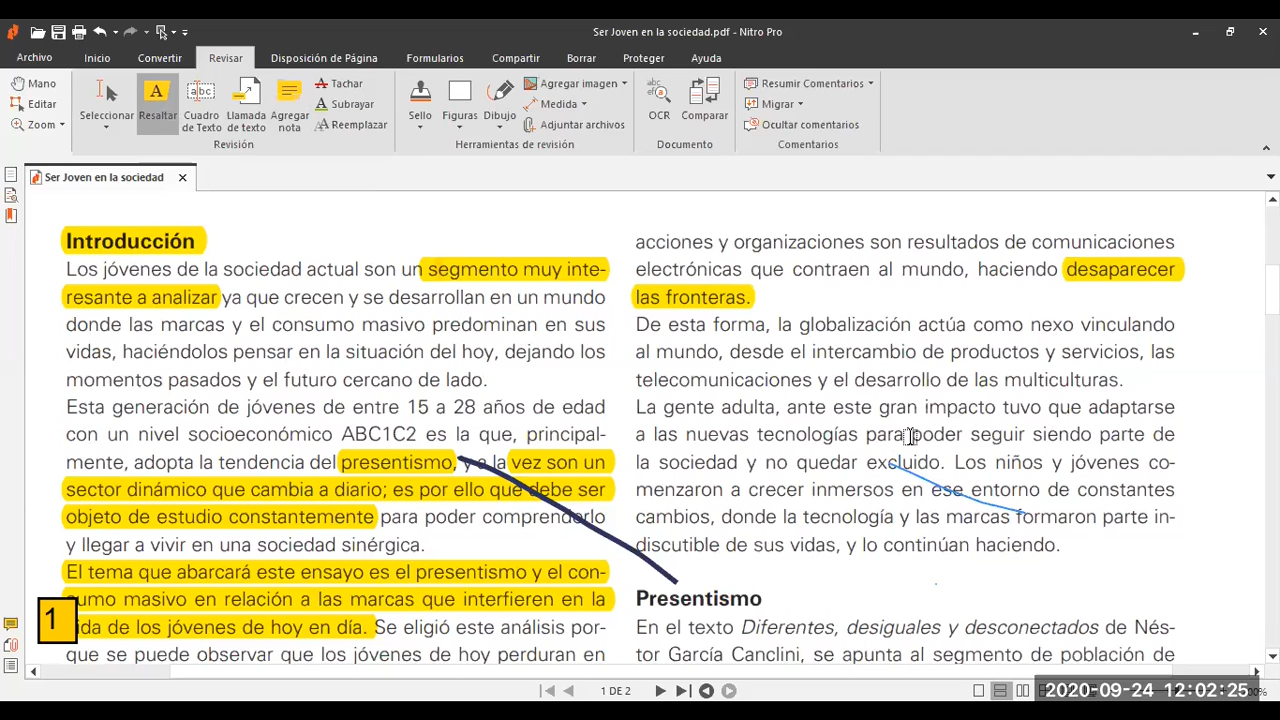 Ser Joven en la sociedad.pdf - Nitro Pro
Archivo Inicio Convertir Revisar Disposición de Página Formularios Compartir Borrar Proteger Ayuda
Mano
Editar
Zoom
Seleccionar
A
Resaltar
abc
Cuadro
de Texto
Llamada
de texto
Agregar
nota
Tachar
Subrayar
Reemplazar
Revisión
Sello
Figuras
Dibujo
Agregar imagen
Medida
Adjuntar archivos
Herramientas de revisión
abc
OCR
Comparar
Documento
Resumir Comentarios
Migrar
Ocultar comentarios
Comentarios
Ser Joven en la sociedad
Introducción
Los jóvenes de la sociedad actual son un segmento muy inte-
resante a analizar ya que crecen y se desarrollan en un mundo
donde las marcas y el consumo masivo predominan en sus
vidas, haciéndolos pensar en la situación del hoy, dejando los
momentos pasados y el futuro cercano de lado.
Esta generación de jóvenes de entre 15 a 28 años de edad
con un nivel socioeconómico ABC1C2 es la que, principal-
mente, adopta la tendencia del presentismo, y a la vez son un
sector dinámico que cambia a diario; es por ello que debe ser
objeto de estudio constantemente para poder comprenderlo
y llegar a vivir en una sociedad sinérgica.
El tema que abarcará este ensayo es el presentismo y el con-
sumo masivo en relación a las marcas que interfieren en la
vida de los jóvenes de hoy en día. Se eligió este análisis por-
que se puede observar que los jóvenes de hoy perduran en
1
acciones y organizaciones son resultados de comunicaciones
electrónicas que contraen al mundo, haciendo desaparecer
las fronteras.
De esta forma, la globalización actúa como nexo vinculando
al mundo, desde el intercambio de productos y servicios, las
telecomunicaciones y el desarrollo de las multiculturas.
La gente adulta, ante este gran impacto tuvo que adaptarse
a las nuevas tecnologías para poder seguir siendo parte de
la sociedad y no quedar excluido. Los niños y jóvenes co-
menzaron a crecer inmersos en ese entorno de constantes
cambios, donde la tecnología y las marcas formaron parte in-
discutible de sus vidas, y lo continúan haciendo.
Presentismo
En el texto Diferentes, desiguales y desconectados de Nés-
tor García Canclini, se apunta al segmento de población de
1 DE 2
2020-09-24 12:02:25